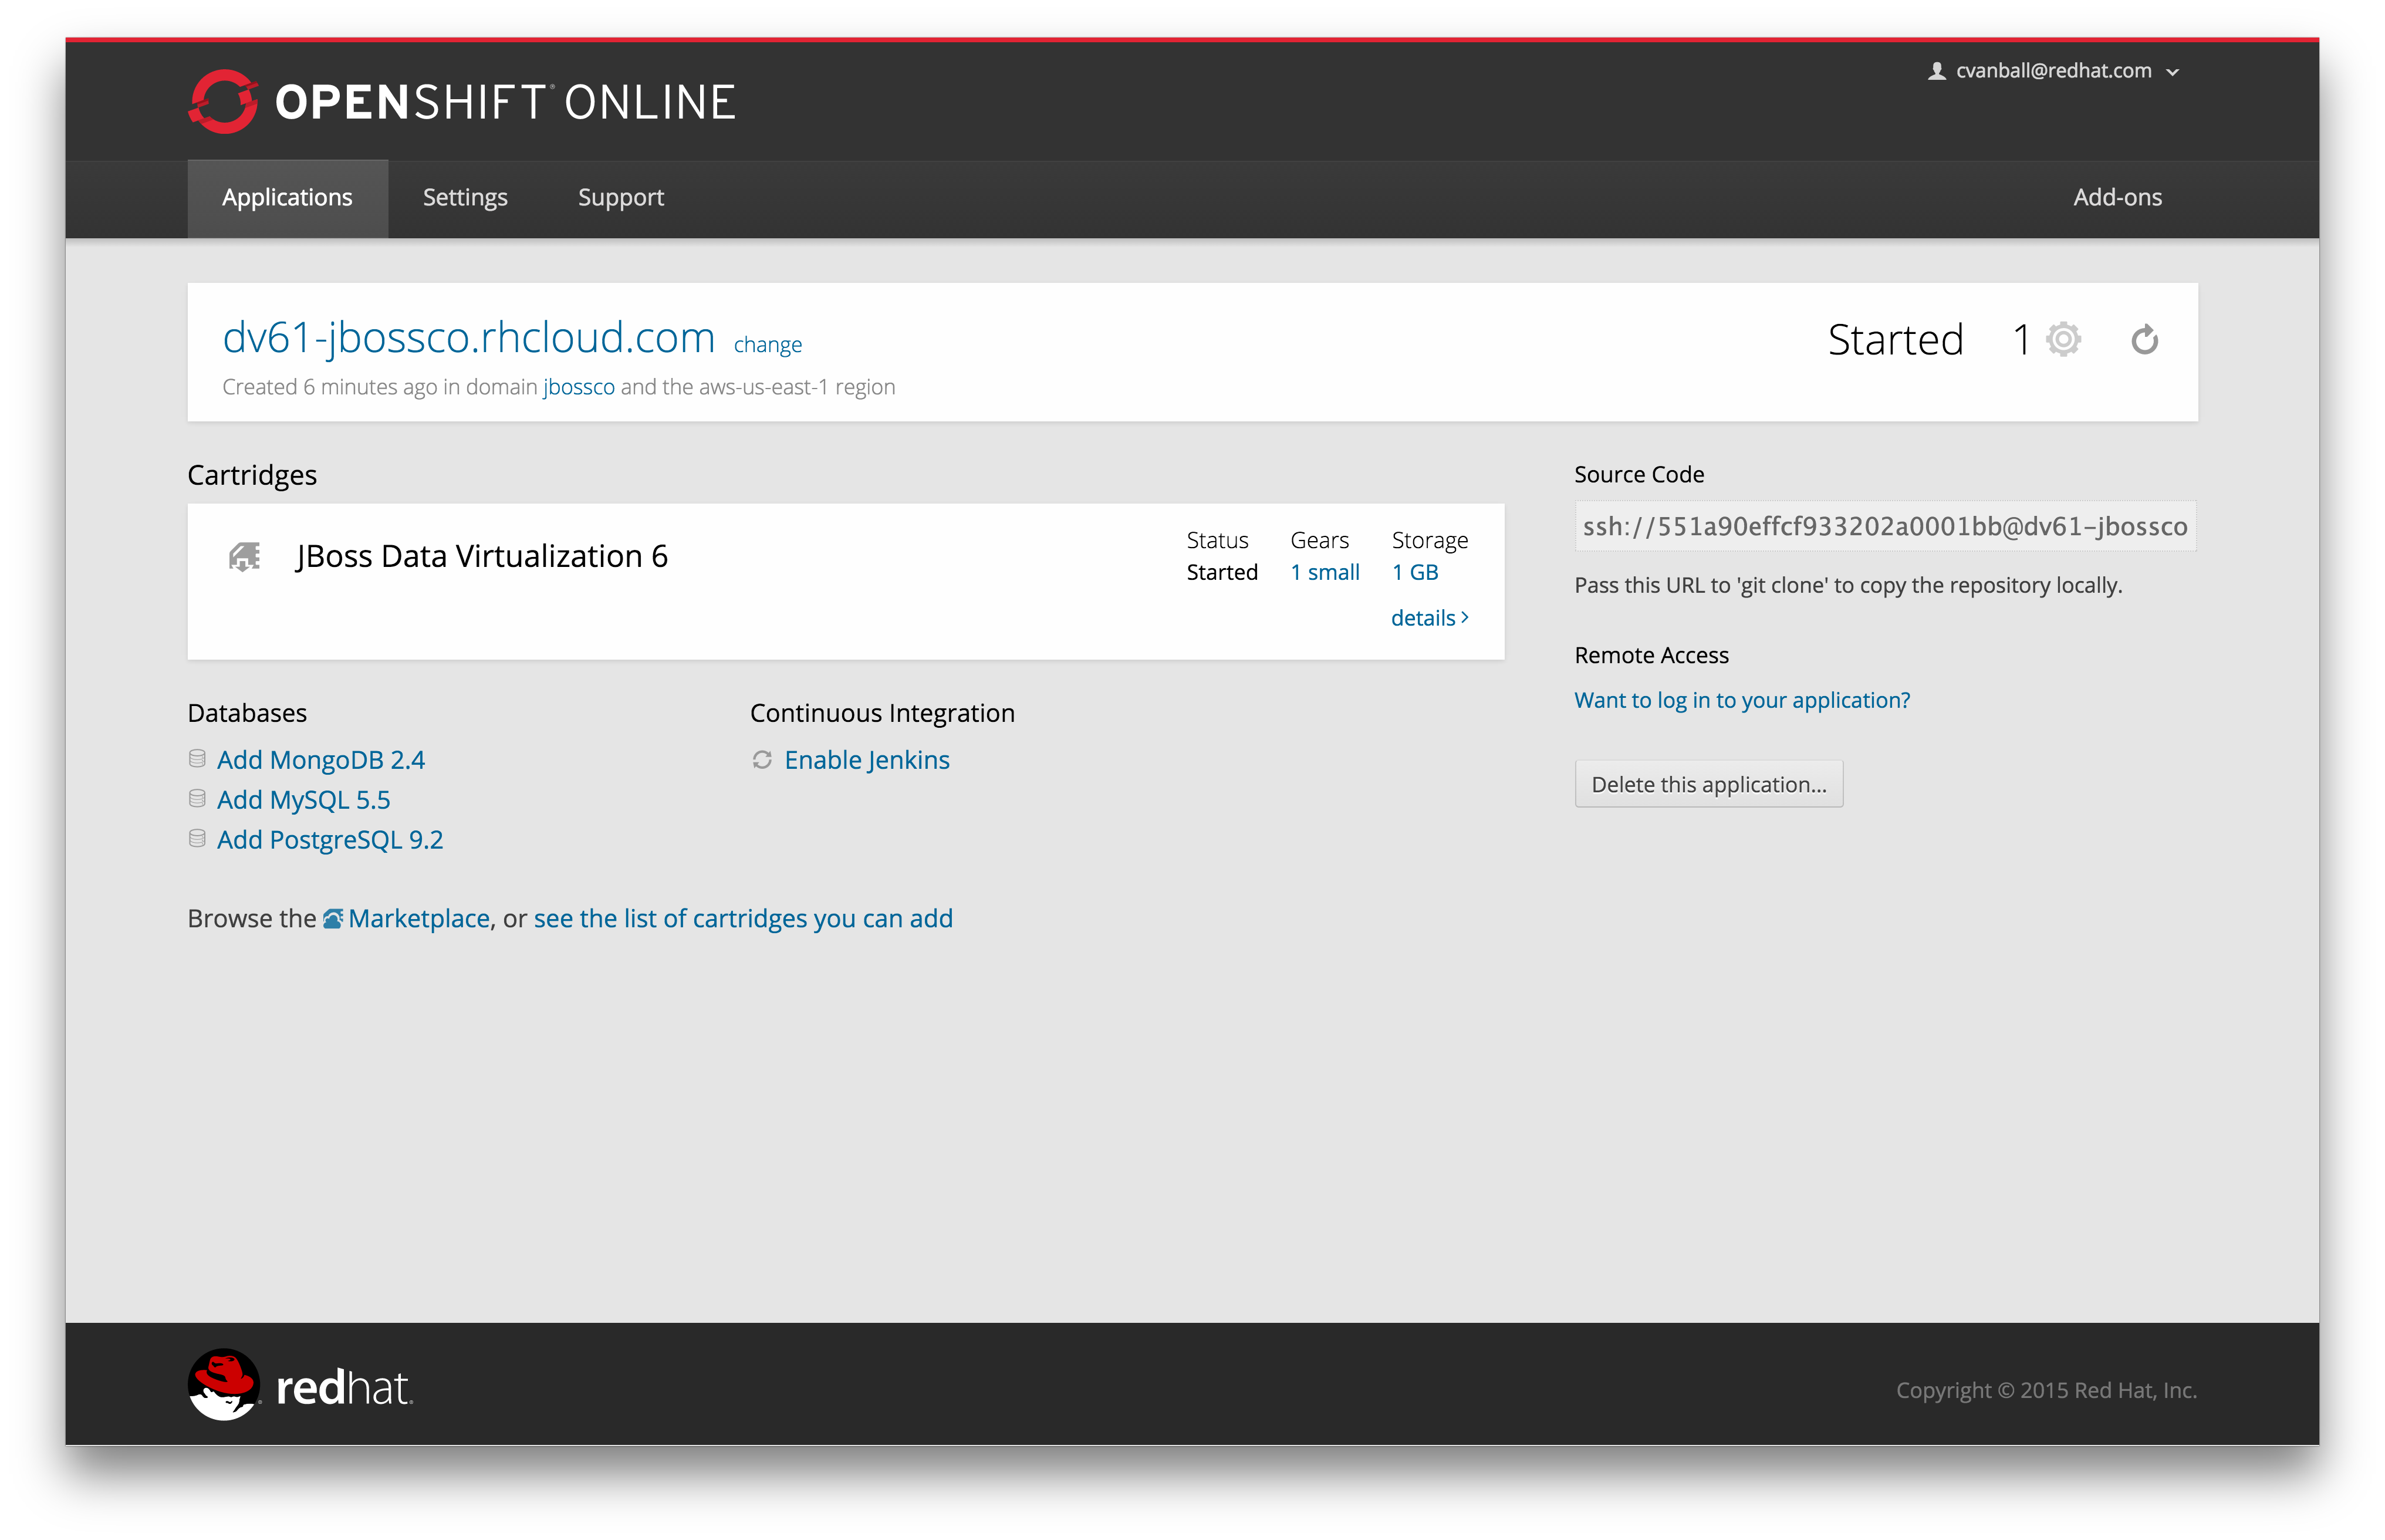 OPENSHIFT ONLINE
cvanball@redhat.com
Applications Settings Support Add-ons
dv61-jbossco.rhcloud.com change
Started 1
Created 6 minutes ago in domain jbossco and the aws-us-east-1 region
Cartridges
JBoss Data Virtualization 6
Status Gears Storage
Started 1 small 1 GB
details
Databases
Add MongoDB 2.4
Add MySQL 5.5
Add PostgreSQL 9.2
Continuous Integration
Enable Jenkins
Browse the Marketplace, or see the list of cartridges you can add
Source Code
ssh://551a90effcf933202a0001bb@dv61-jbossco
Pass this URL to 'git clone' to copy the repository locally.
Remote Access
Want to log in to your application?
Delete this application...
redhat.
Copyright © 2015 Red Hat, Inc.